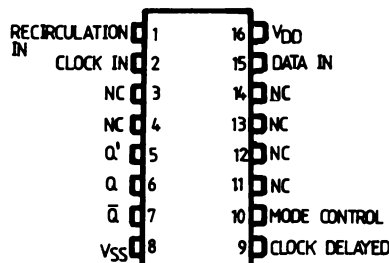 RECIRCULATION IN 1 16 VDD
CLOCK IN 2 15 DATA IN
NC 3 14 NC
NC 4 13 NC
Q' 5 12 NC
Q 6 11 NC
Q̅ 7 10 MODE CONTROL
VSS 8 9 CLOCK DELAYED